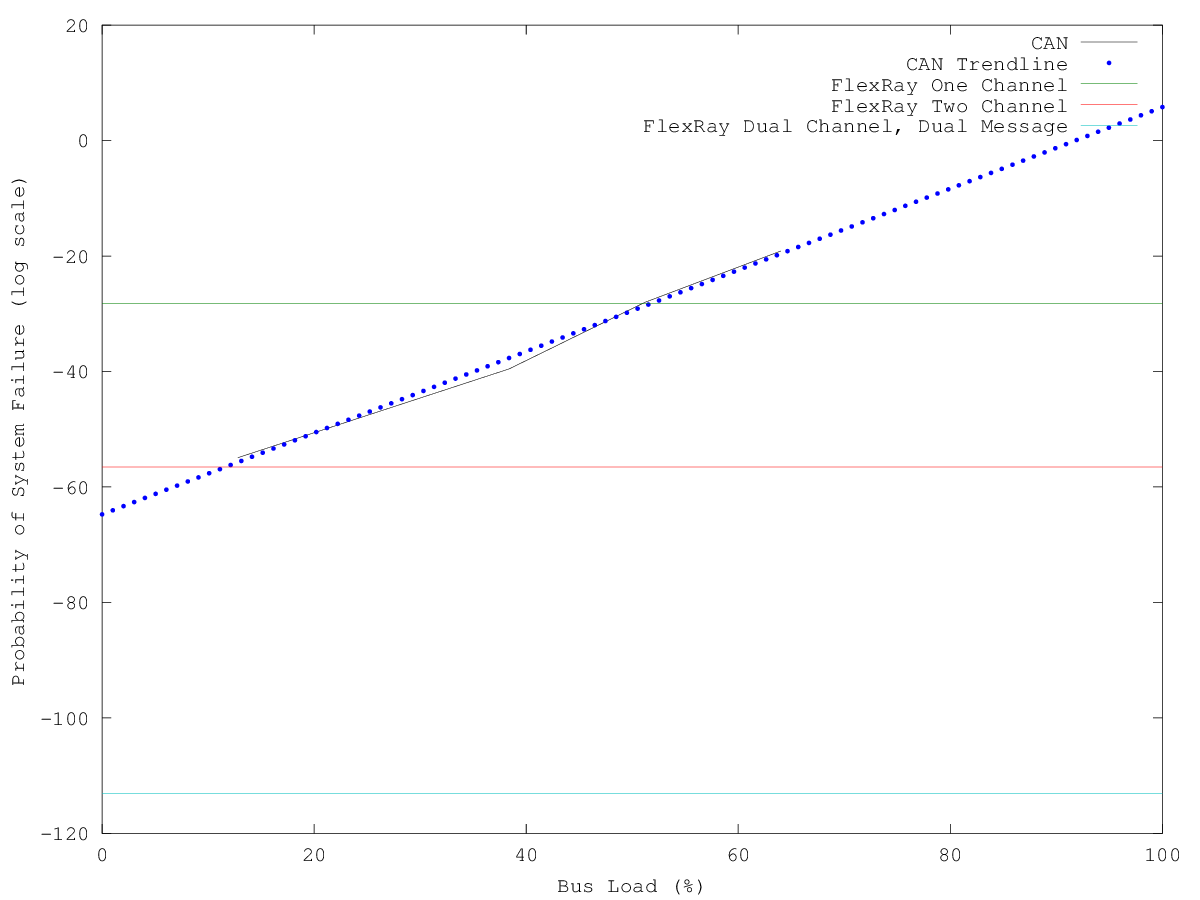 20
0
-20
-40
-60
-80
-100
-120
0
20
40
60
80
100
Probability of System Failure (log scale)
Bus Load (%)
CAN
CAN Trendline
FlexRay One Channel
FlexRay Two Channel
FlexRay Dual Channel, Dual Message